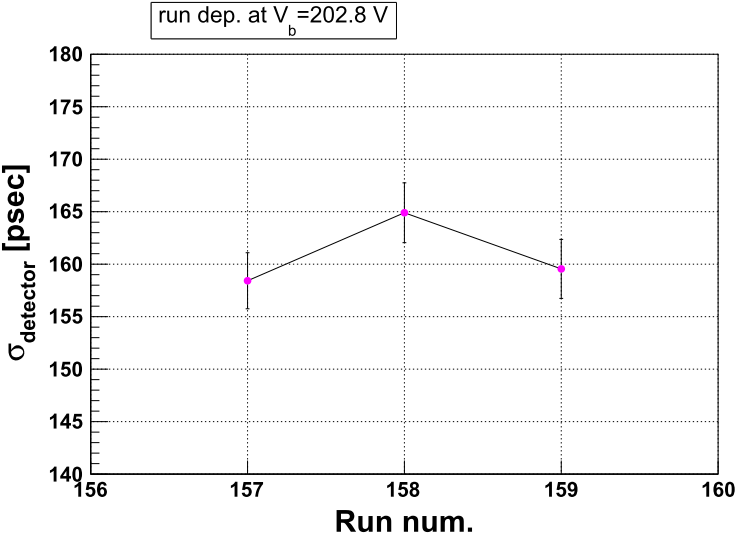 run dep. at V_b=202.8 V
180
175
170
165
160
155
150
145
140
σ_detector [psec]
156 157 158 159 160
Run num.